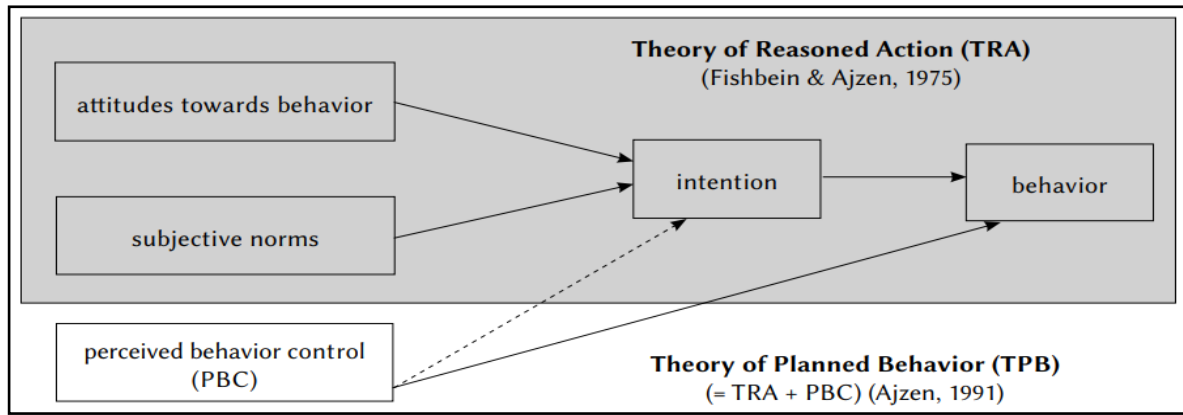 Theory of Reasoned Action (TRA)
(Fishbein & Ajzen, 1975)
attitudes towards behavior
intention
behavior
subjective norms
perceived behavior control
(PBC)
Theory of Planned Behavior (TPB)
(= TRA + PBC) (Ajzen, 1991)